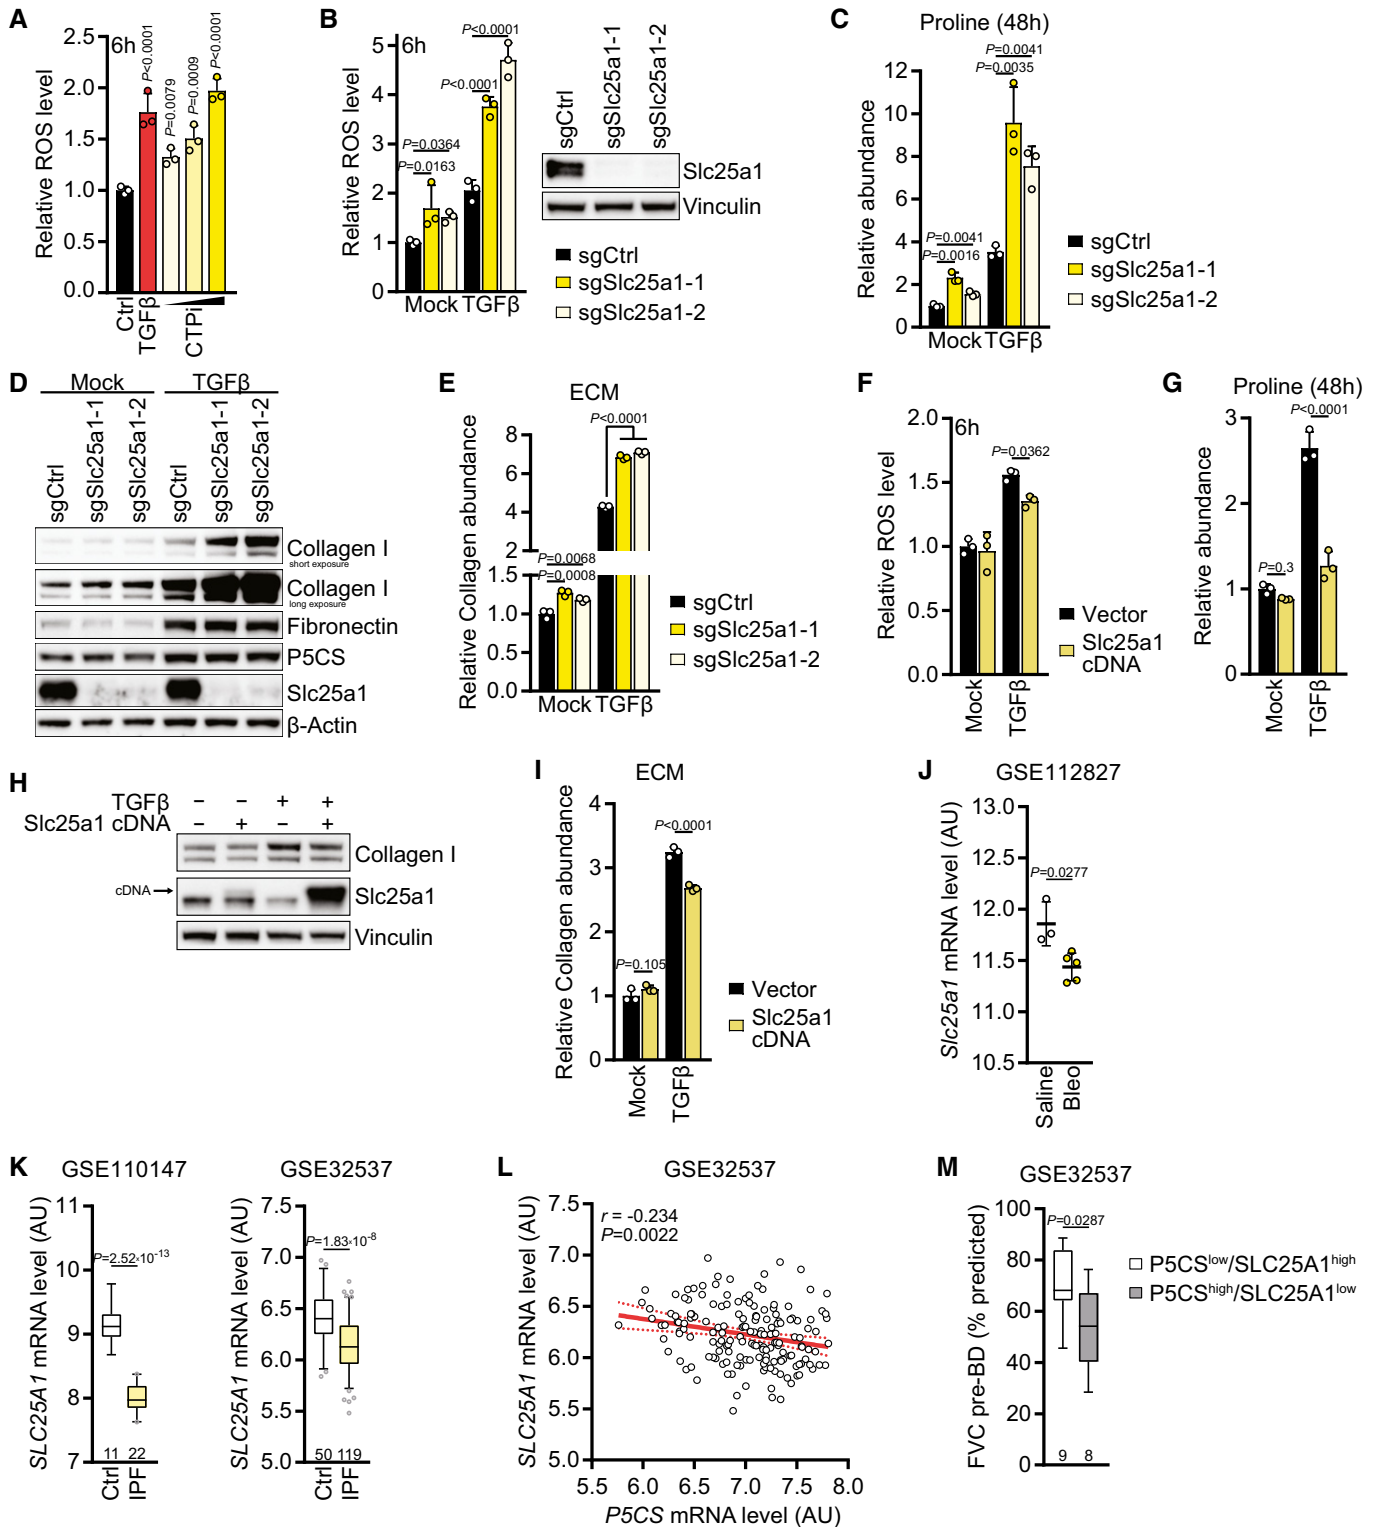 A
Relative ROS level
6h
2.5
2.0
1.5
1.0
0.5
0.0
P<0.0001
P=0.0079
P=0.0009
P<0.0001
Ctrl
TGFβ
CTPi
B
Relative ROS level
6h
5
4
3
2
1
0
P=0.0364
P=0.0163
P<0.0001
P<0.0001
Mock TGFβ
sgCtrl
sgSlc25a1-1
sgSlc25a1-2
Slc25a1
Vinculin
sgCtrl
sgSlc25a1-1
sgSlc25a1-2
C
Proline (48h)
Relative abundance
12
10
8
6
4
2
0
P=0.0041
P=0.0035
P=0.0041
P=0.0016
Mock TGFβ
sgCtrl
sgSlc25a1-1
sgSlc25a1-2
D
Mock TGFβ
sgCtrl
sgSlc25a1-1
sgSlc25a1-2
sgCtrl
sgSlc25a1-1
sgSlc25a1-2
Collagen I
short exposure
Collagen I
long exposure
Fibronectin
P5CS
Slc25a1
β-Actin
E
ECM
Relative Collagen abundance
8
6
4
2
1.5
1.0
0.5
0.0
P<0.0001
P=0.0068
P=0.0008
Mock TGFβ
sgCtrl
sgSlc25a1-1
sgSlc25a1-2
F
Relative ROS level
6h
2.0
1.5
1.0
0.5
0.0
P=0.0362
Mock
TGFβ
Vector
Slc25a1
cDNA
G
Proline (48h)
Relative abundance
3
2
1
0
P<0.0001
P=0.3
Mock
TGFβ
H
TGFβ − − + +
Slc25a1 cDNA − + − +
Collagen I
cDNA
Slc25a1
Vinculin
I
ECM
Relative Collagen abundance
4
3
2
1
0
P<0.0001
P=0.105
Mock
TGFβ
Vector
Slc25a1
cDNA
J
GSE112827
Slc25a1 mRNA level (AU)
13.0
12.5
12.0
11.5
11.0
10.5
P=0.0277
Saline
Bleo
K
GSE110147
SLC25A1 mRNA level (AU)
11
10
9
8
7
P=2.52×10-13
11 22
Ctrl
IPF
GSE32537
SLC25A1 mRNA level (AU)
7.5
7.0
6.5
6.0
5.5
5.0
P=1.83×10-8
50 119
Ctrl
IPF
L
GSE32537
SLC25A1 mRNA level (AU)
7.5
7.0
6.5
6.0
5.5
5.0
r = -0.234
P=0.0022
5.5 6.0 6.5 7.0 7.5 8.0
P5CS mRNA level (AU)
M
GSE32537
FVC pre-BD (% predicted)
100
80
60
40
20
0
P=0.0287
9 8
P5CSlow/SLC25A1high
P5CShigh/SLC25A1low